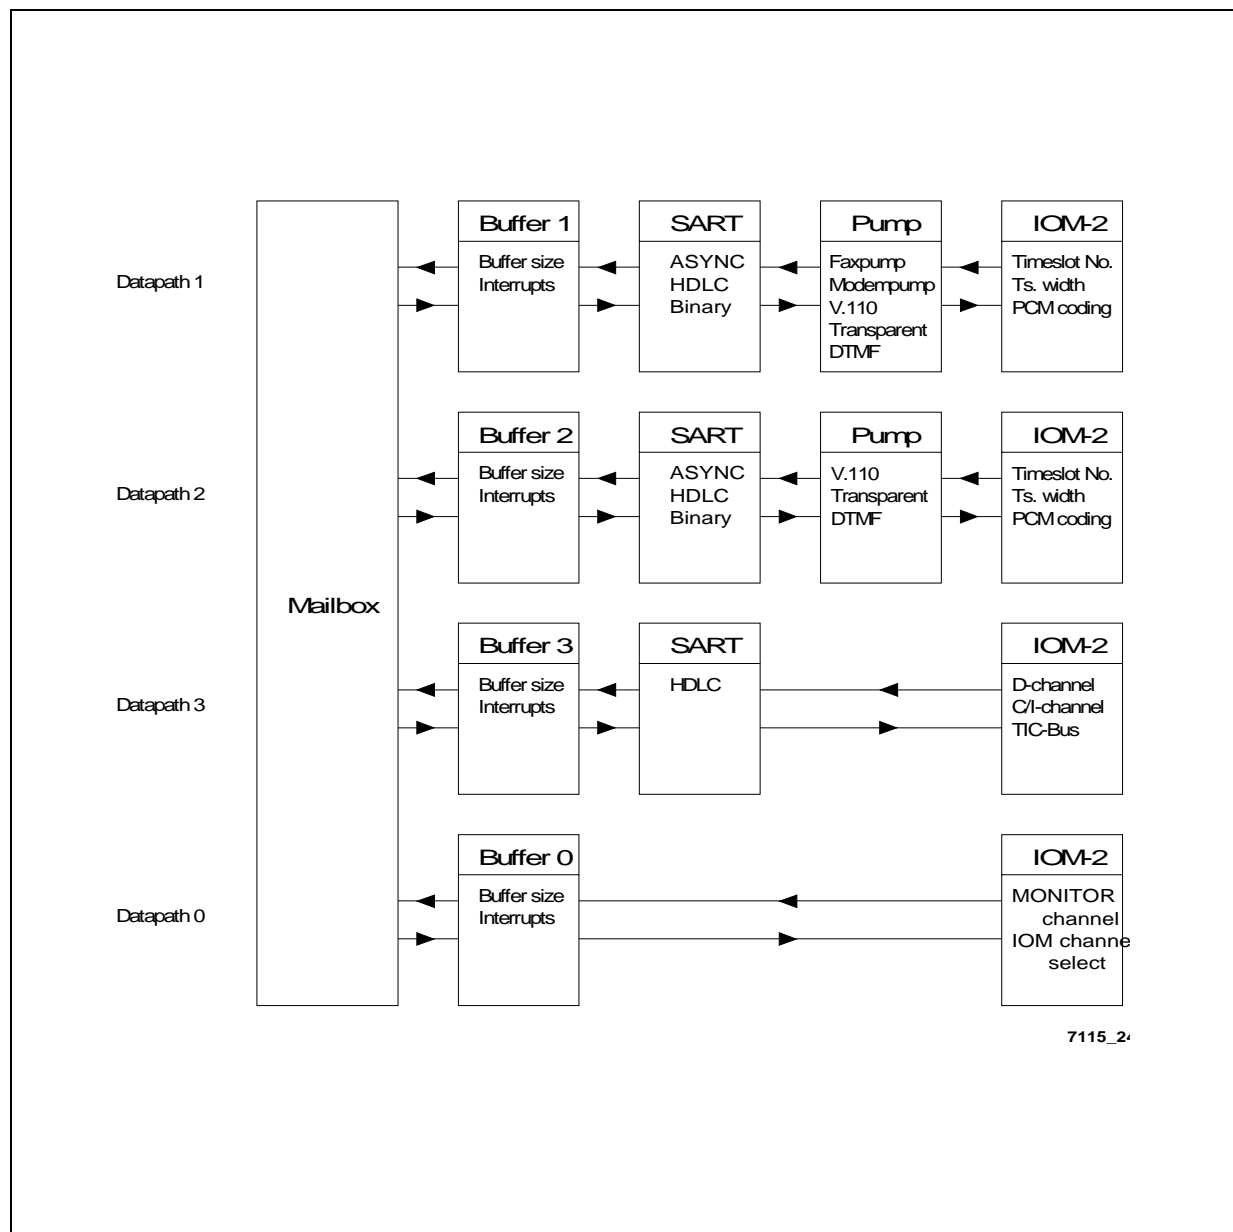 Buffer 1
SART
Pump
IOM-2
Datapath 1
Buffer size
Interrupts
ASYNC
HDLC
Binary
Faxpump
Modempump
V.110
Transparent
DTMF
Timeslot No.
Ts. width
PCM coding
Buffer 2
SART
Pump
IOM-2
Datapath 2
Buffer size
Interrupts
ASYNC
HDLC
Binary
V.110
Transparent
DTMF
Timeslot No.
Ts. width
PCM coding
Mailbox
Buffer 3
SART
IOM-2
Datapath 3
Buffer size
Interrupts
HDLC
D-channel
C/I-channel
TIC-Bus
Buffer 0
IOM-2
Datapath 0
Buffer size
Interrupts
MONITOR
channel
IOM channe
select
7115_24